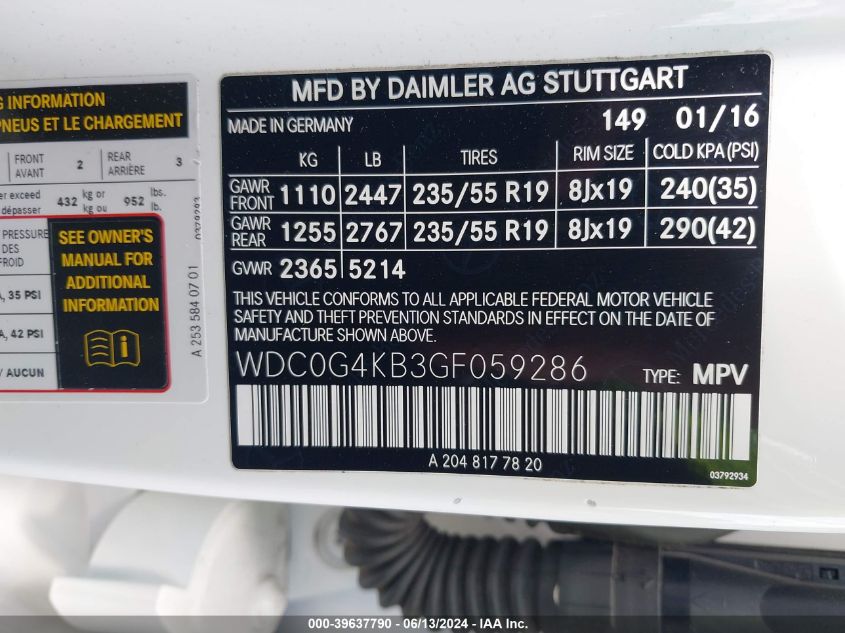 G INFORMATION
PNEUS ET LE CHARGEMENT
FRONT
AVANT
2
REAR
ARRIÈRE
3
er exceed
dépasser
432
kg or
kg ou
952
lbs.
lb.
0379293
PRESSURE
DES
FROID
A, 35 PSI
A, 42 PSI
/ AUCUN
SEE OWNER'S
MANUAL FOR
ADDITIONAL
INFORMATION
A 253 584 07 01
MFD BY DAIMLER AG STUTTGART
MADE IN GERMANY 149 01/16
KG LB TIRES RIM SIZE COLD KPA (PSI)
GAWR
FRONT 1110 2447 235/55 R19 8Jx19 240(35)
GAWR
REAR 1255 2767 235/55 R19 8Jx19 290(42)
GVWR 2365 5214
THIS VEHICLE CONFORMS TO ALL APPLICABLE FEDERAL MOTOR VEHICLE
SAFETY AND THEFT PREVENTION STANDARDS IN EFFECT ON THE DATE OF
MANUFACTURE SHOWN ABOVE.
WDC0G4KB3GF059286 TYPE: MPV
A 204 817 78 20
03792934
000-39637790 - 06/13/2024 - IAA Inc.